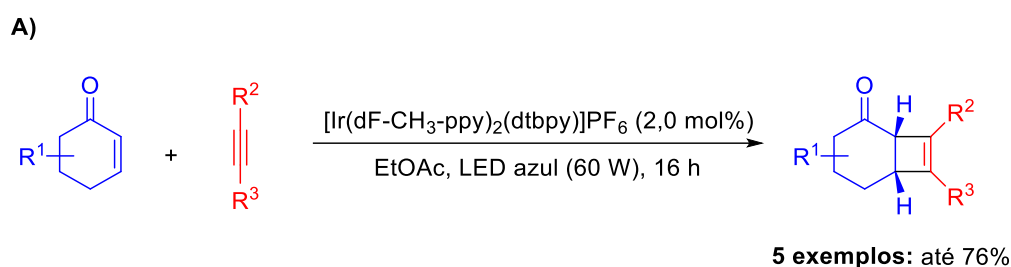 A)
O
R1
+
R2
R3
[Ir(dF-CH3-ppy)2(dtbpy)]PF6 (2,0 mol%)
EtOAc, LED azul (60 W), 16 h
O
H
R2
R1
R3
H
5 exemplos: até 76%